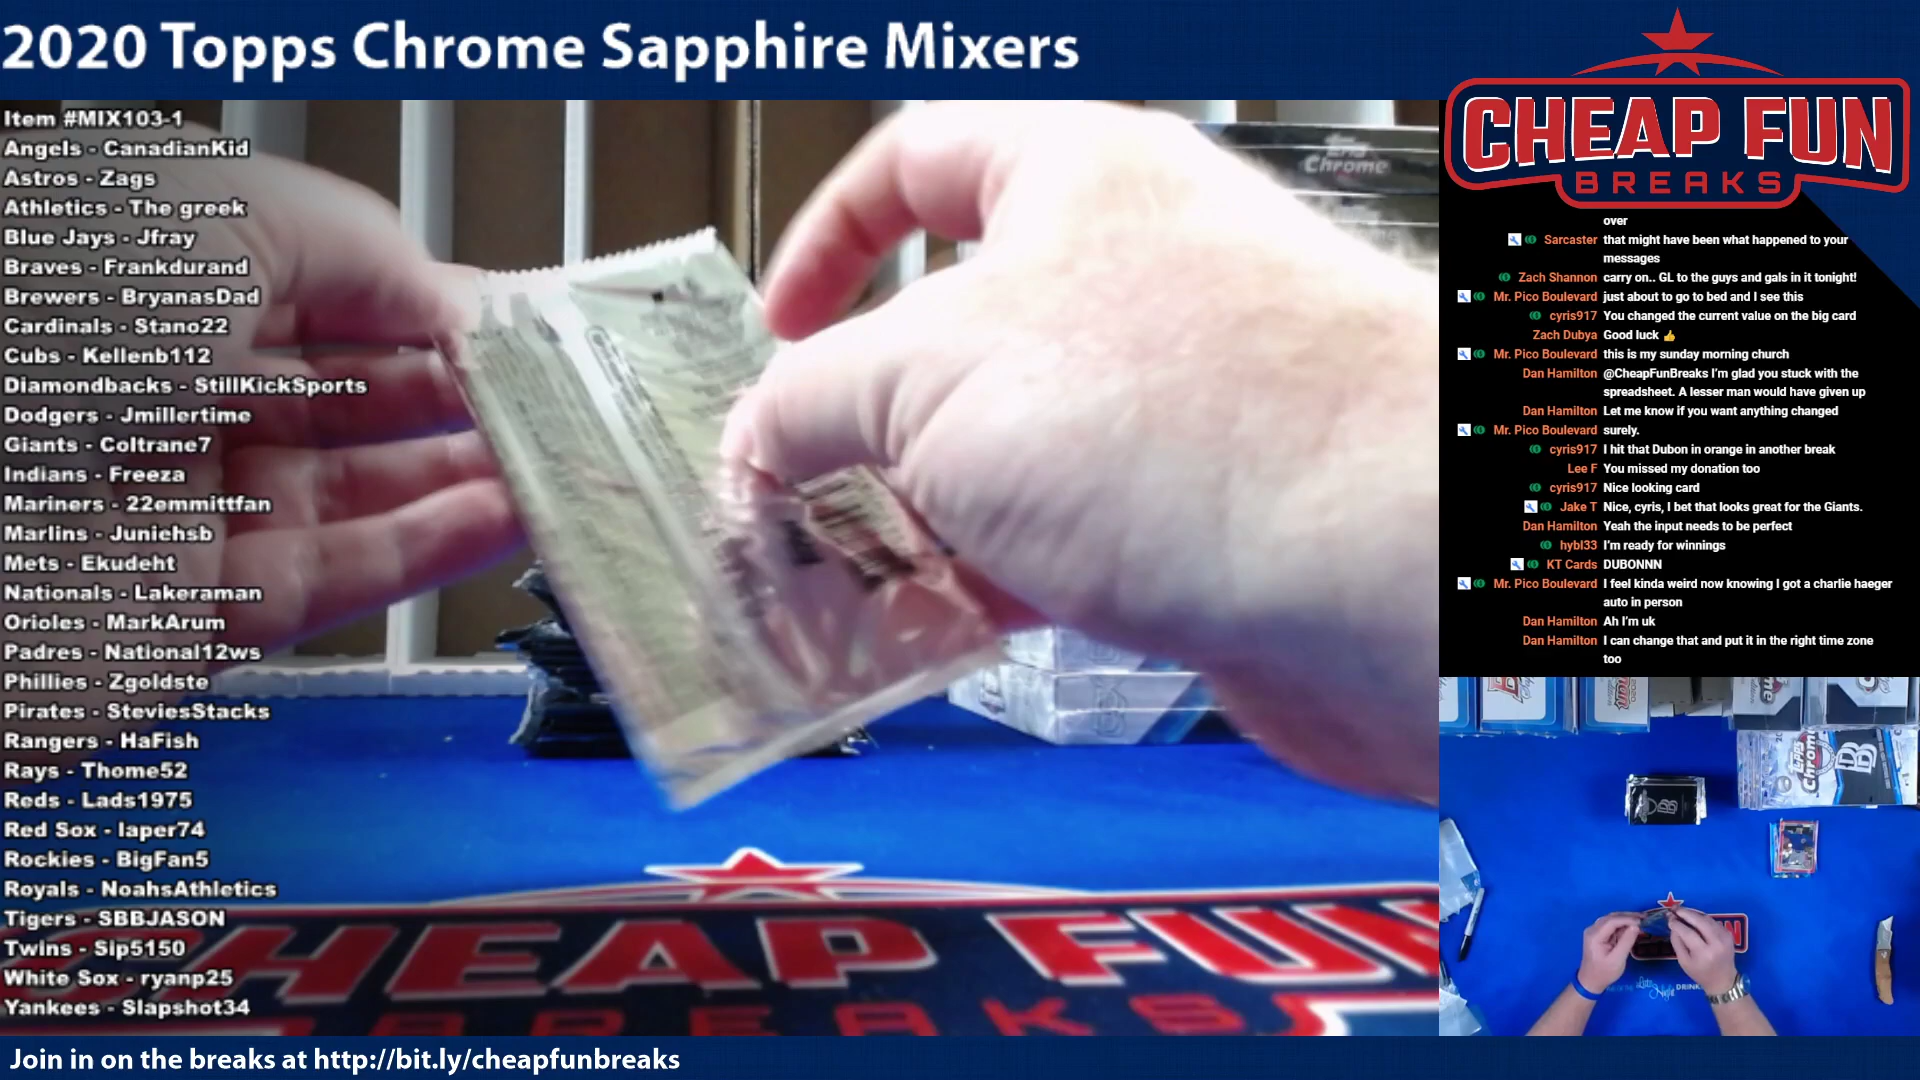 2020 Topps Chrome Sapphire Mixers
Item #MIX103-1
Angels - CanadianKid
Astros - Zags
Athletics - The greek
Blue Jays - Jfray
Braves - Frankdurand
Brewers - BryanasDad
Cardinals - Stano22
Cubs - Kellenb112
Diamondbacks - StillKickSports
Dodgers - Jmillertime
Giants - Coltrane7
Indians - Freeza
Mariners - 22emmittfan
Marlins - Juniehsb
Mets - Ekudeht
Nationals - Lakeraman
Orioles - MarkArum
Padres - National12ws
Phillies - Zgoldste
Pirates - SteviesStacks
Rangers - HaFish
Rays - Thome52
Reds - Lads1975
Red Sox - laper74
Rockies - BigFan5
Royals - NoahsAthletics
Tigers - SBBJASON
Twins - Slp5150
White Sox - ryanp25
Yankees - Slapshot34
Chrome
CHEAP FUN
BREAKS
CHEAP FUN
BREAKS
over
Sarcaster that might have been what happened to your
messages
Zach Shannon carry on.. GL to the guys and gals in it tonight!
Mr. Pico Boulevard just about to go to bed and I see this
cyris917 You changed the current value on the big card
Zach Dubya Good luck 👍
Mr. Pico Boulevard this is my sunday morning church
Dan Hamilton @CheapFunBreaks I'm glad you stuck with the
spreadsheet. A lesser man would have given up
Dan Hamilton Let me know if you want anything changed
Mr. Pico Boulevard surely.
cyris917 I hit that Dubon in orange in another break
Lee F You missed my donation too
cyris917 Nice looking card
Jake T Nice, cyris, I bet that looks great for the Giants.
Dan Hamilton Yeah the input needs to be perfect
hybl33 I'm ready for winnings
KT Cards DUBONNN
Mr. Pico Boulevard I feel kinda weird now knowing I got a charlie haeger
auto in person
Dan Hamilton Ah I'm uk
Dan Hamilton I can change that and put it in the right time zone
too
Topps
Chrome
Join in on the breaks at http://bit.ly/cheapfunbreaks